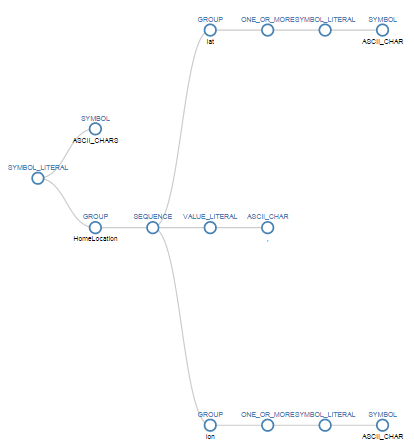 GROUP ONE_OR_MORE SYMBOL_LITERAL SYMBOL
lat ASCII_CHAR
SYMBOL
ASCII_CHARS
SYMBOL_LITERAL
GROUP SEQUENCE VALUE_LITERAL ASCII_CHAR
HomeLocation ,
GROUP ONE_OR_MORE SYMBOL_LITERAL SYMBOL
lon ASCII_CHAR